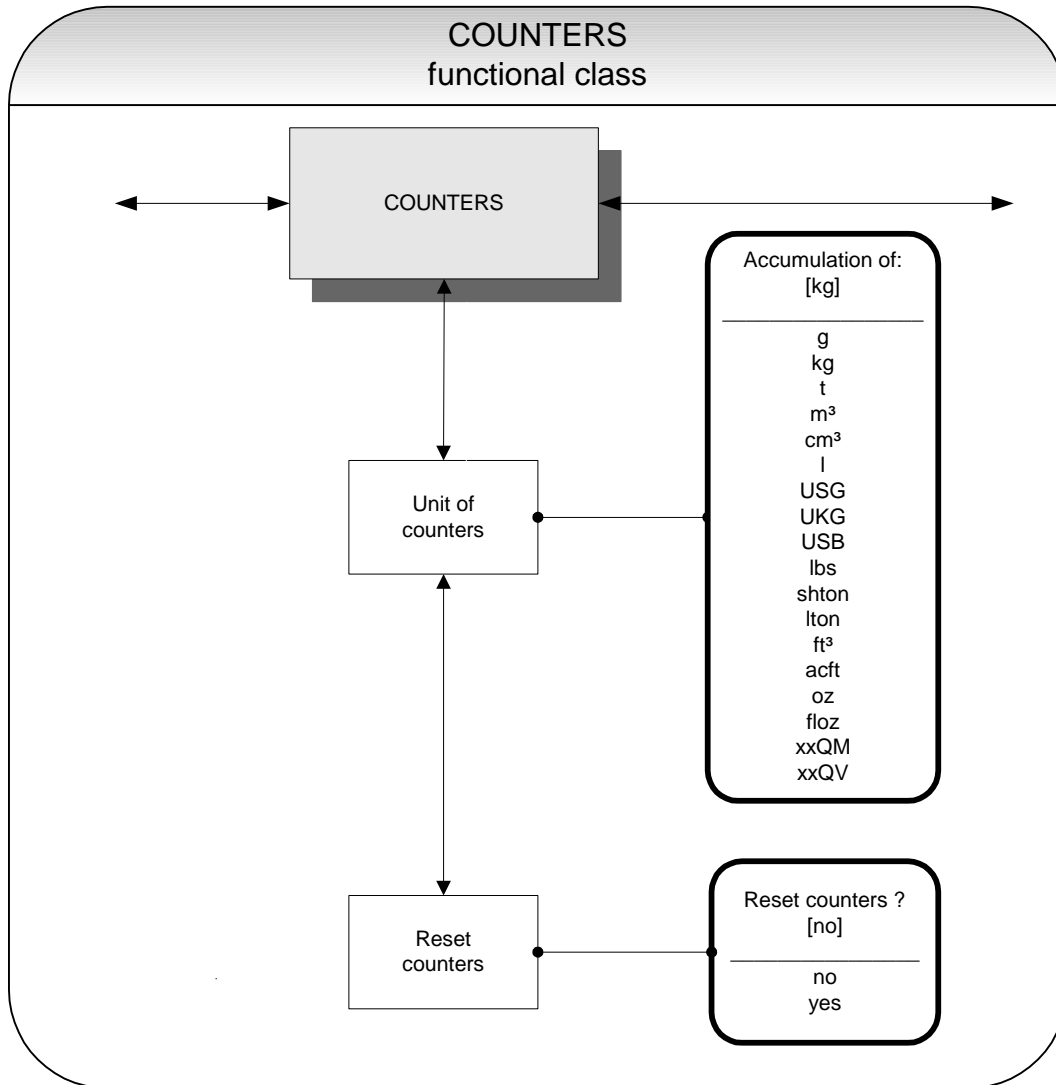 COUNTERS
functional class
COUNTERS
Accumulation of:
[kg]
g
kg
t
m³
cm³
l
USG
UKG
USB
lbs
shton
lton
ft³
acft
oz
floz
xxQM
xxQV
Unit of
counters
Reset
counters
Reset counters ?
[no]
no
yes